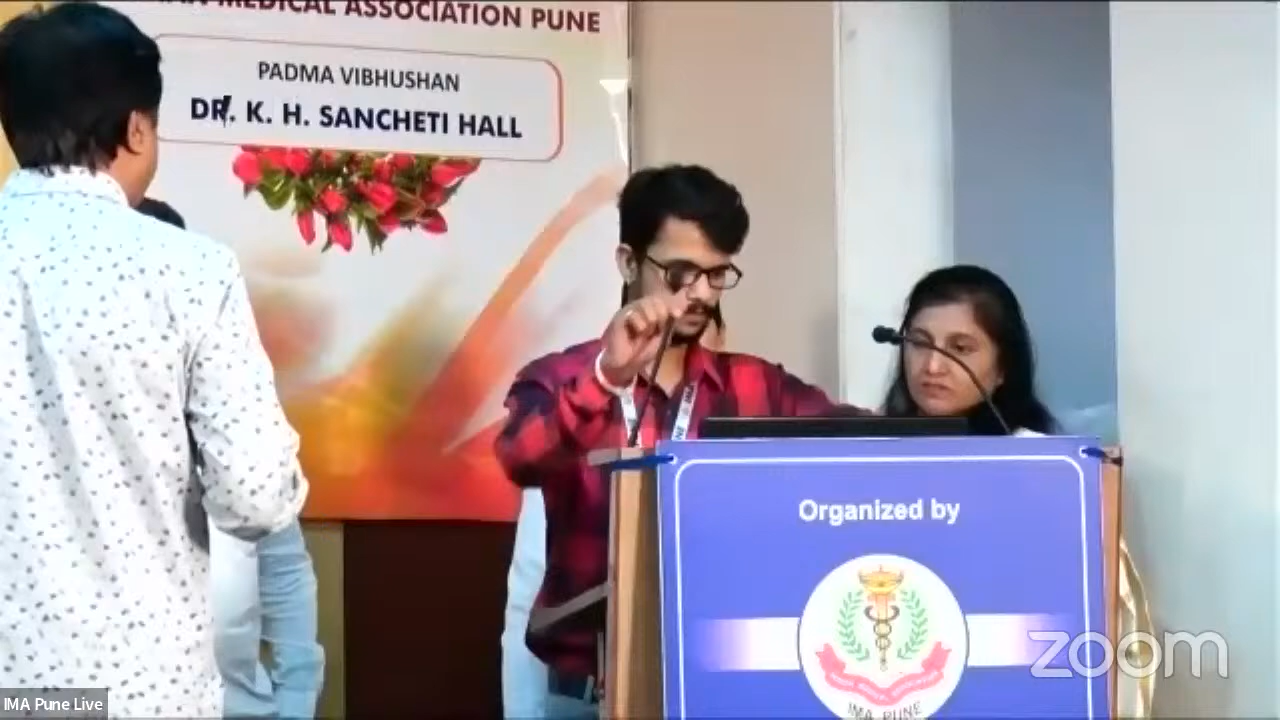 MEDICAL ASSOCIATION PUNE
PADMA VIBHUSHAN
DR. K. H. SANCHETI HALL
Organized by
IMA PUNE
zoom
IMA Pune Live